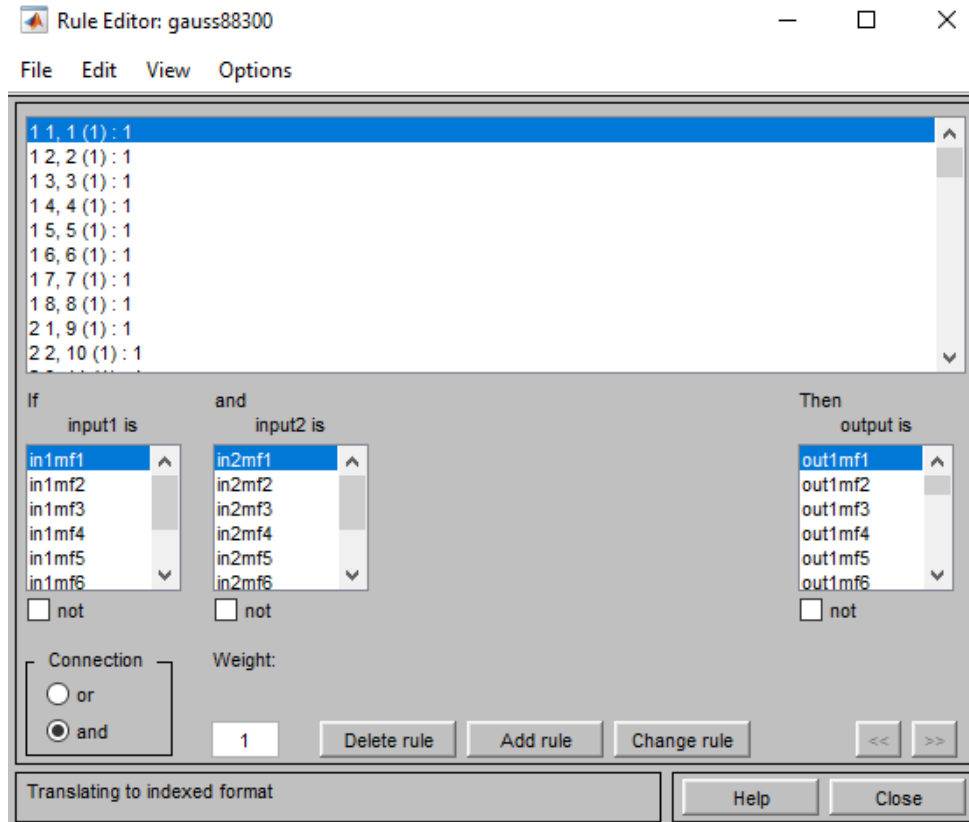 Rule Editor: gauss88300
File Edit View Options
1 1, 1 (1) : 1
1 2, 2 (1) : 1
1 3, 3 (1) : 1
1 4, 4 (1) : 1
1 5, 5 (1) : 1
1 6, 6 (1) : 1
1 7, 7 (1) : 1
1 8, 8 (1) : 1
2 1, 9 (1) : 1
2 2, 10 (1) : 1
If and Then
input1 is input2 is output is
in1mf1 in2mf1 out1mf1
in1mf2 in2mf2 out1mf2
in1mf3 in2mf3 out1mf3
in1mf4 in2mf4 out1mf4
in1mf5 in2mf5 out1mf5
in1mf6 in2mf6 out1mf6
not not not
Connection Weight:
or
and 1 Delete rule Add rule Change rule << >>
Translating to indexed format Help Close